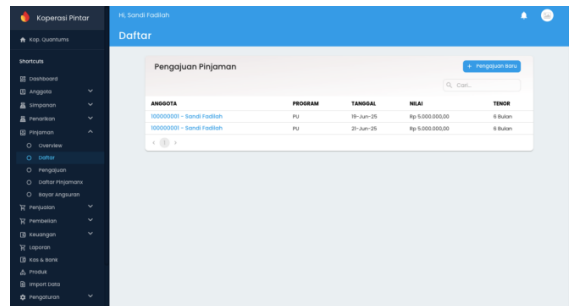 Koperasi Pintar
Hi, Sandi Fadilah
Kop. Quantums
Daftar
Shortcuts
Dashboard
Anggota
Simpanan
Penarikan
Pinjaman
Overview
Daftar
Pengajuan
Daftar Pinjamans
Bayar Angsuran
Penjualan
Pembelian
Keuangan
Laporan
Kas & Bank
Produk
Import Data
Pengaturan
Pengajuan Pinjaman
+ Pengajuan Baru
Cari...
ANGGOTA PROGRAM TANGGAL NILAI TENOR
100000001 - Sandi Fadilah PU 19-Jun-25 Rp 5.000.000,00 6 Bulan
100000001 - Sandi Fadilah PU 21-Jun-25 Rp 5.000.000,00 6 Bulan
‹ 1 ›